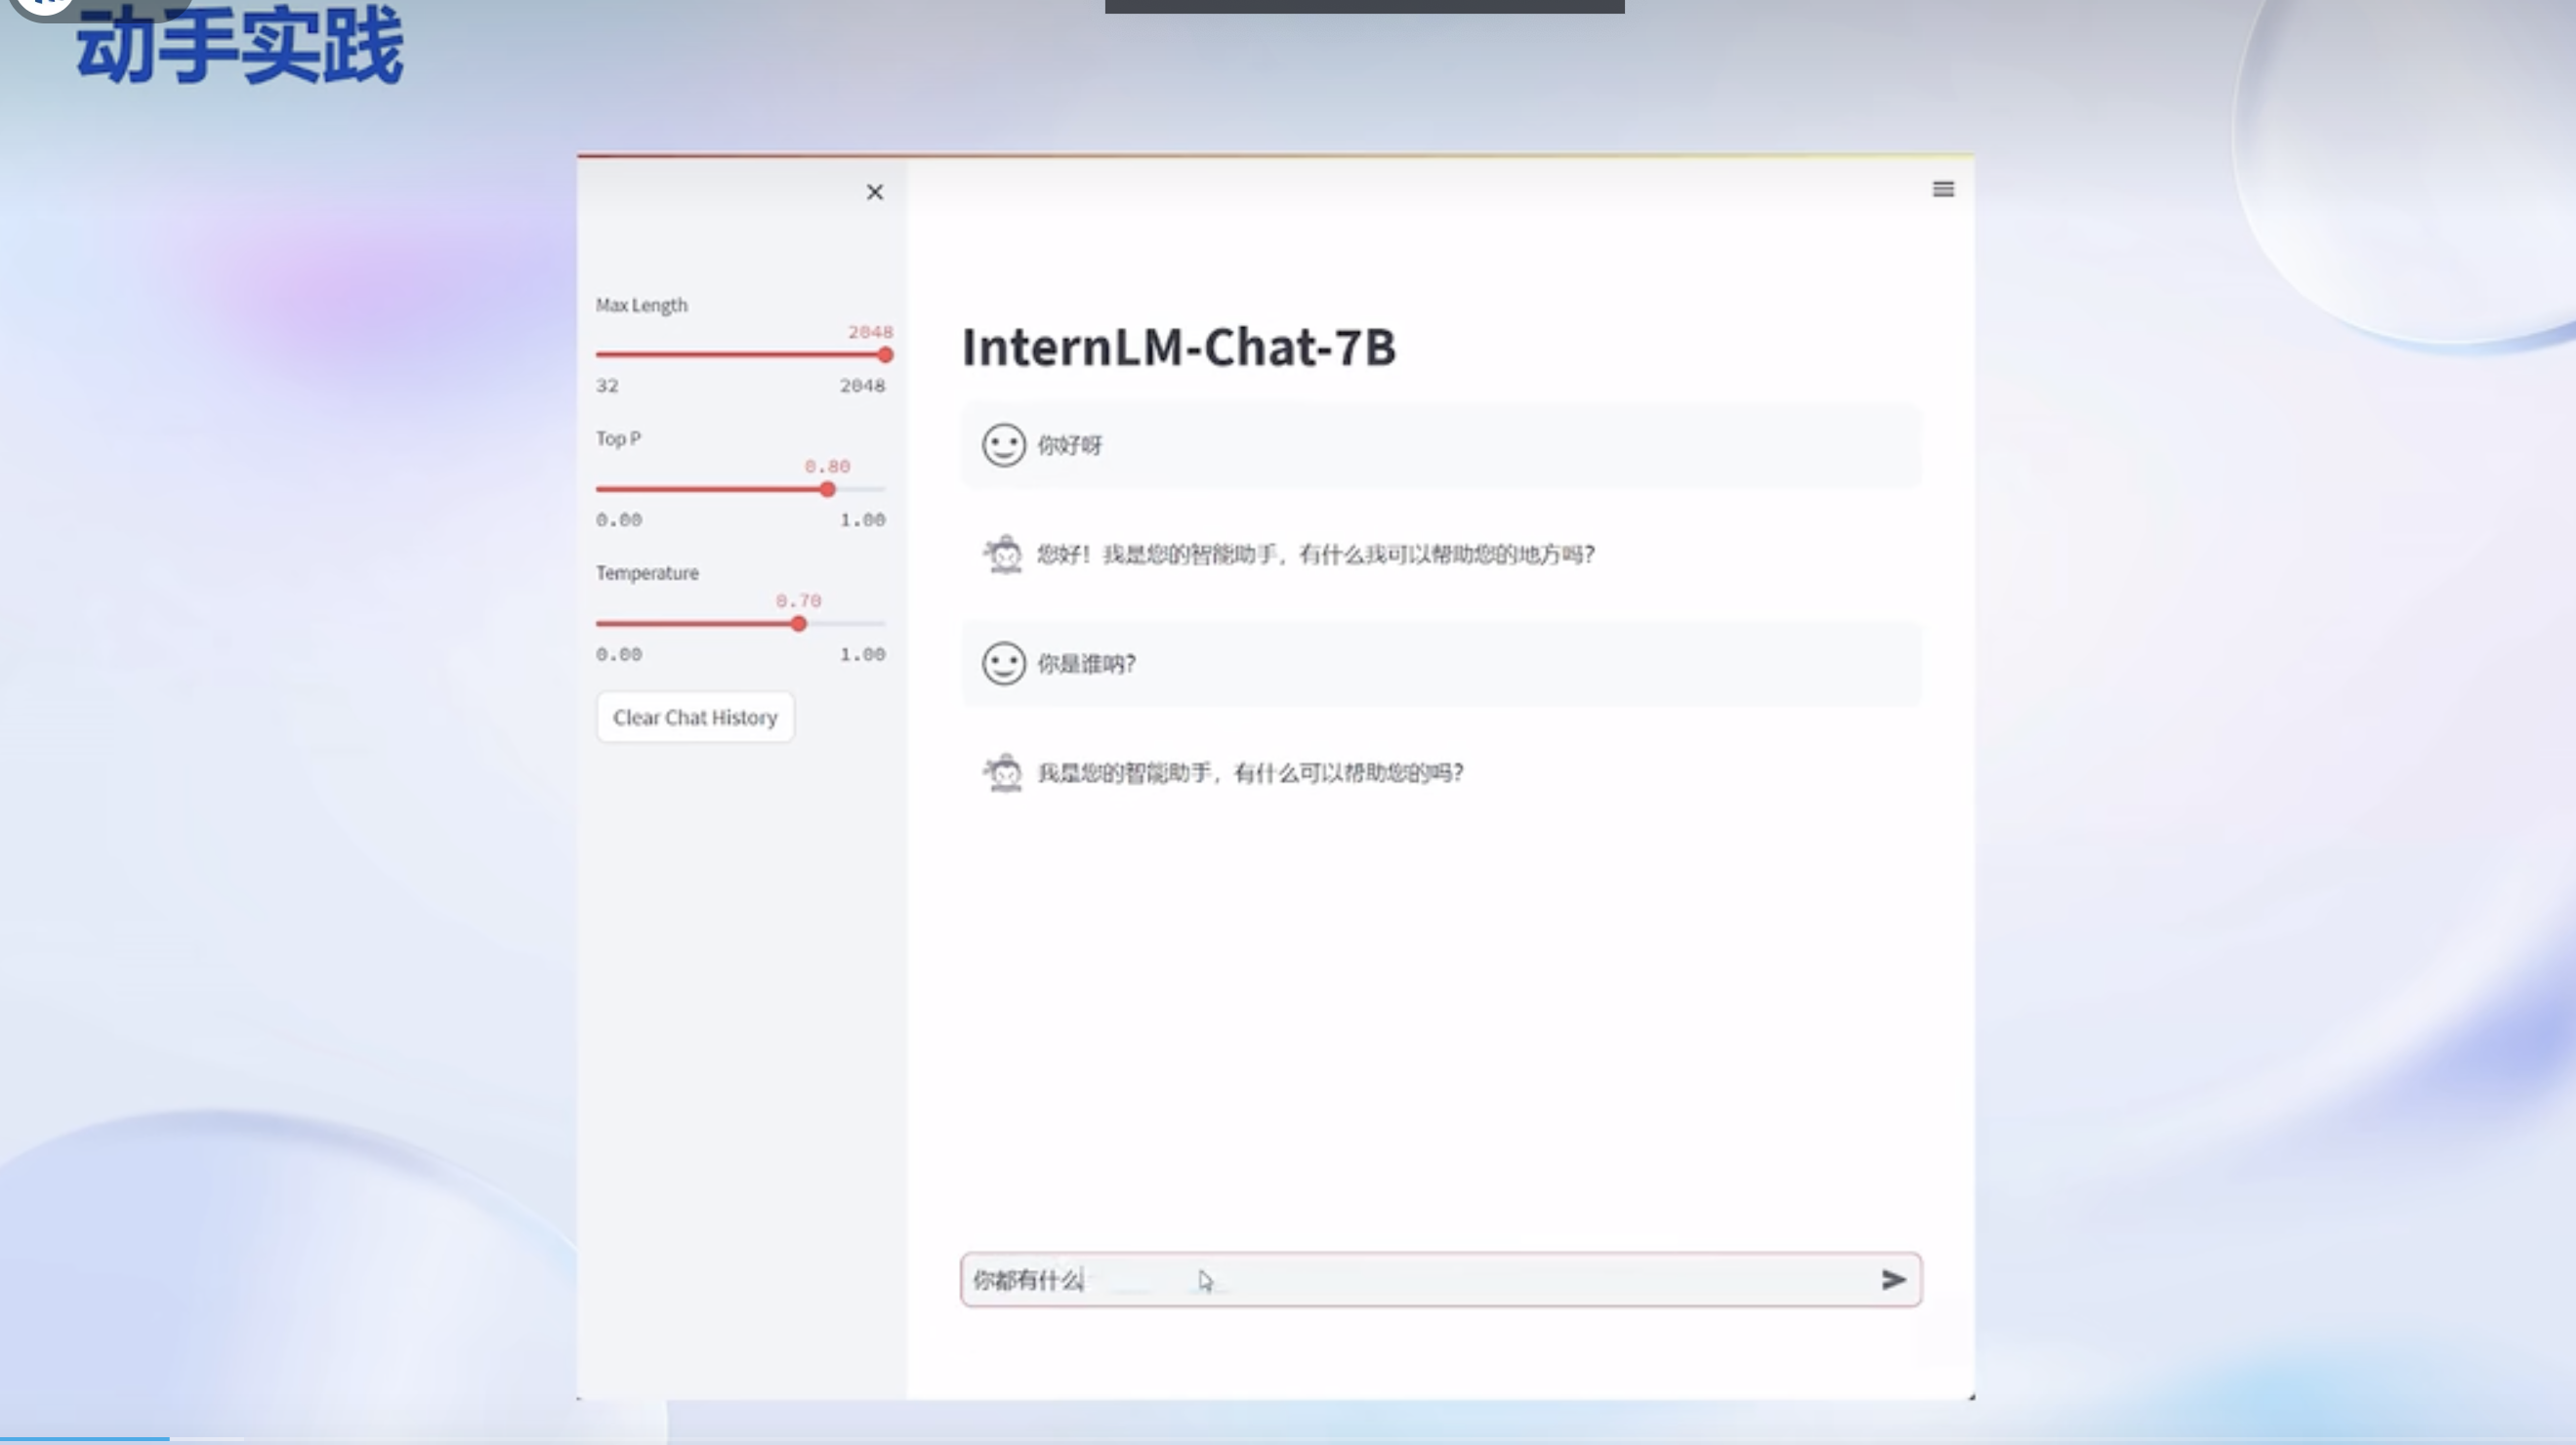 动手实践
Max Length
2048
32 2048
Top P
0.80
0.00 1.00
Temperature
0.70
0.00 1.00
Clear Chat History
InternLM-Chat-7B
你好呀
您好！我是您的智能助手，有什么我可以帮助您的地方吗？
你是谁呐？
我是您的智能助手，有什么可以帮助您的吗？
你都有什么